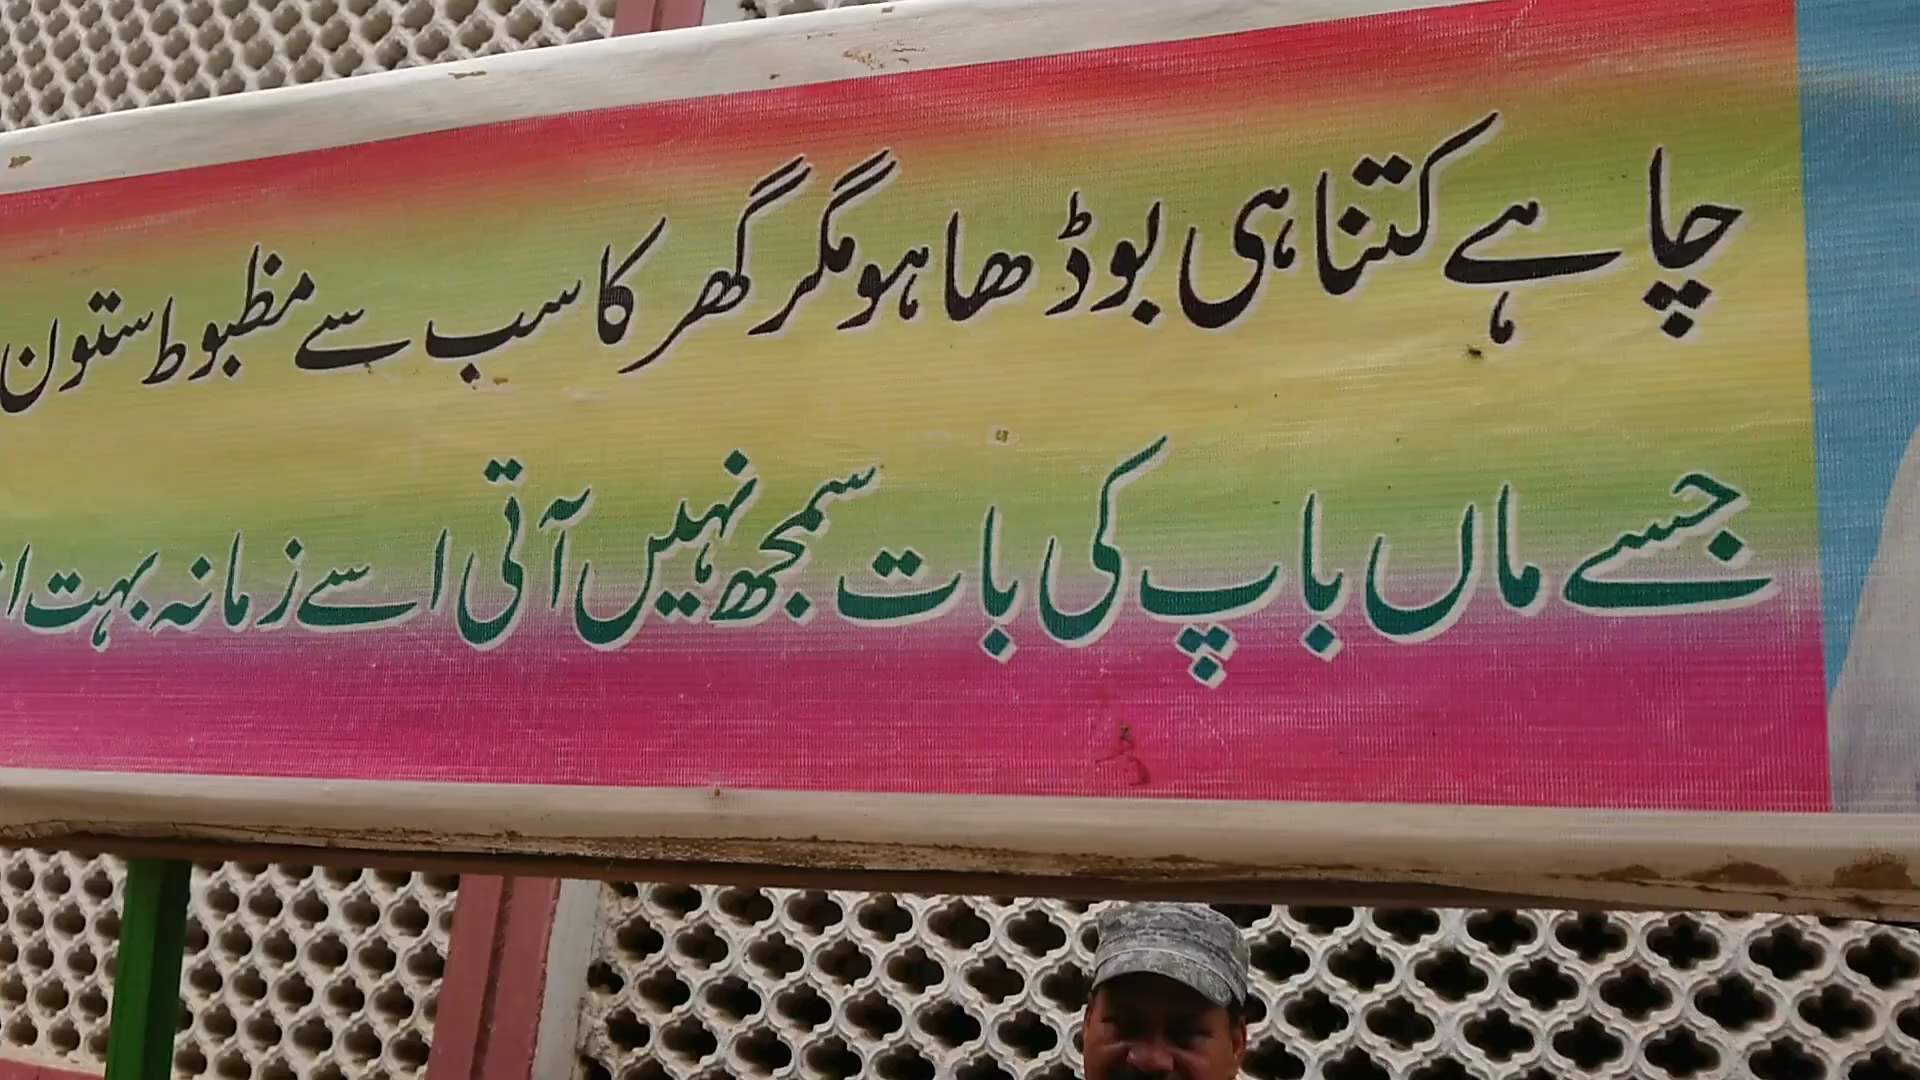 چاہے کتنا ہی بوڈھا ہو مگر گھر کا سب سے مظبوط ستون
جسے ماں باپ کی بات سمجھ نہیں آتی اسے زمانہ بہت